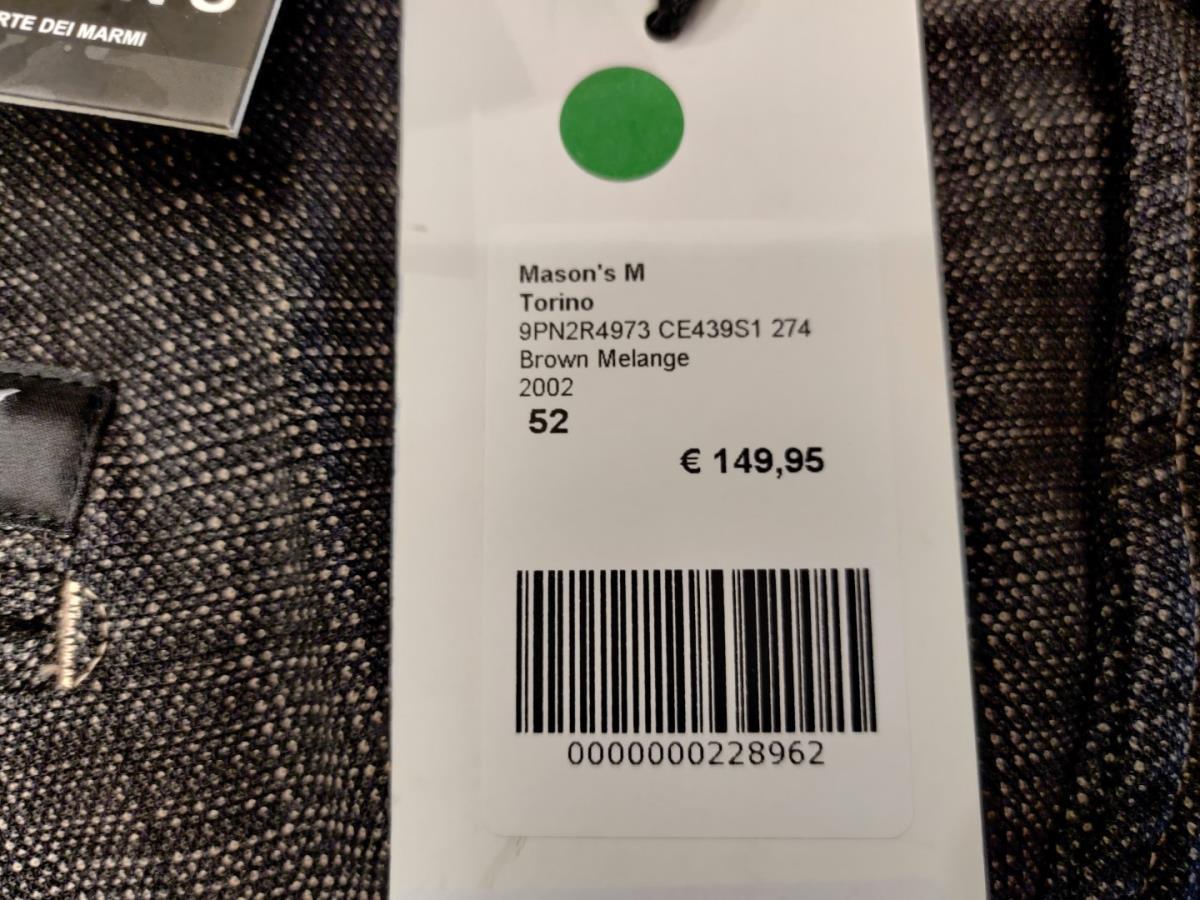 RTE DEI MARMI
Mason's M
Torino
9PN2R4973 CE439S1 274
Brown Melange
2002
52
€ 149,95
0000000228962